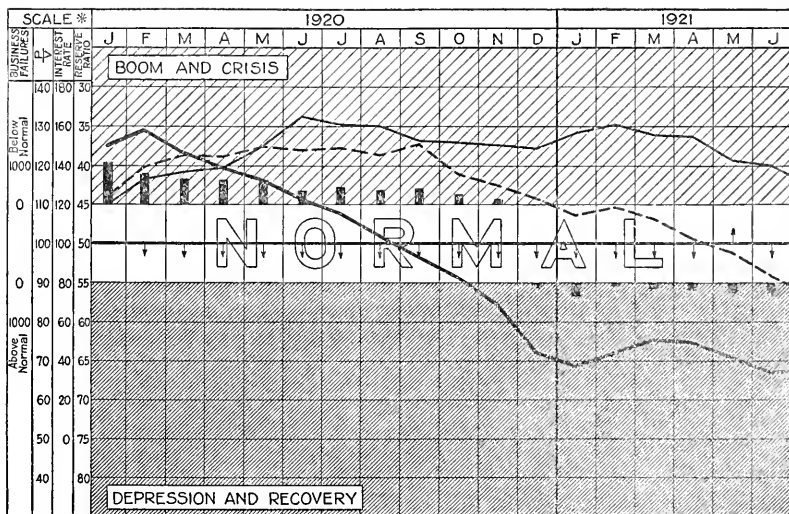 SCALE * 1920 1921
BUSINESS FAILURES P/V INTEREST RATE RESERVE RATIO J F M A M J J A S O N D J F M A M J
BOOM AND CRISIS
140 180 30
Below Normal 130 160 35
1000 120 140 40
0 110 120 45
100 100 50
NORMAL
0 90 80 55
1000 80 60 60
Above Normal 70 40 65
60 20 70
50 0 75
40 80
DEPRESSION AND RECOVERY